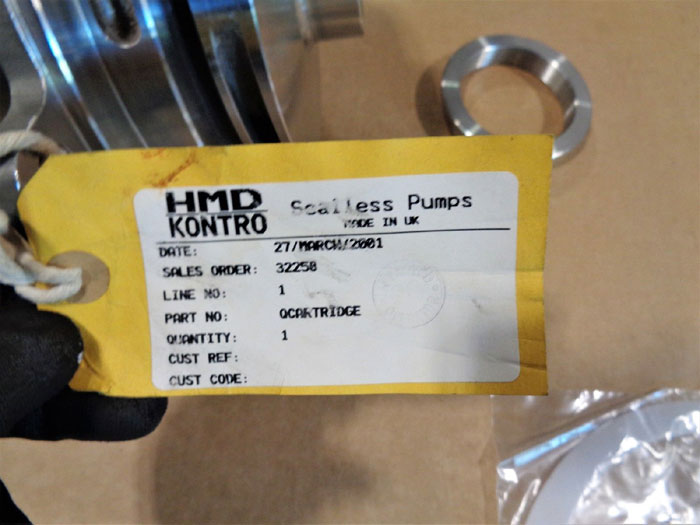 HMD
KONTRO
Sealless Pumps
MADE IN UK
DATE: 27/MARCH/2001
SALES ORDER: 32250
LINE NO: 1
PART NO: QCARTRIDGE
QUANTITY: 1
CUST REF:
CUST CODE: